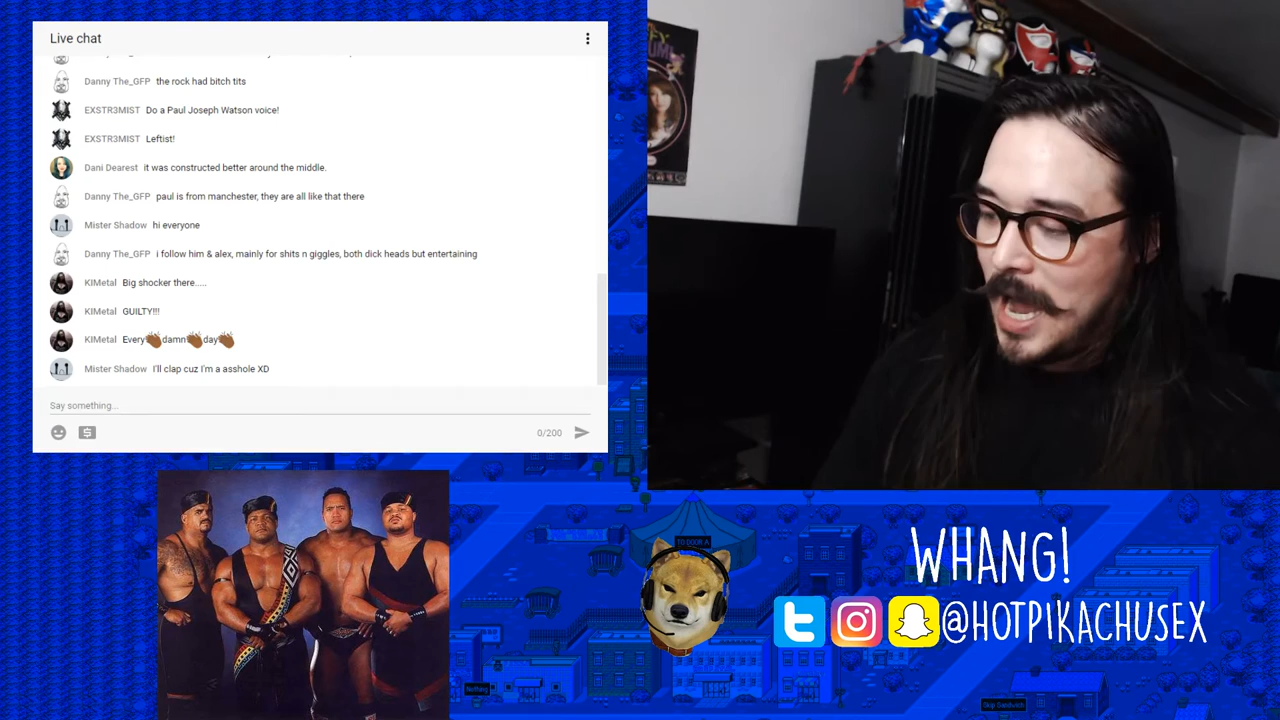 Live chat
Danny The_GFP the rock had bitch tits
EXSTR3MIST Do a Paul Joseph Watson voice!
EXSTR3MIST Leftist!
Dani Dearest it was constructed better around the middle.
Danny The_GFP paul is from manchester, they are all like that there
Mister Shadow hi everyone
Danny The_GFP i follow him & alex, mainly for shits n giggles, both dick heads but entertaining
KIMetal Big shocker there.....
KIMetal GUILTY!!!
KIMetal Every👏🏾damn👏🏾day👏🏾
Mister Shadow I'll clap cuz I'm a asshole XD
Say something...
0/200
WHANG!
@HOTPIKACHUSEX
Nothing
Skip Sandwich